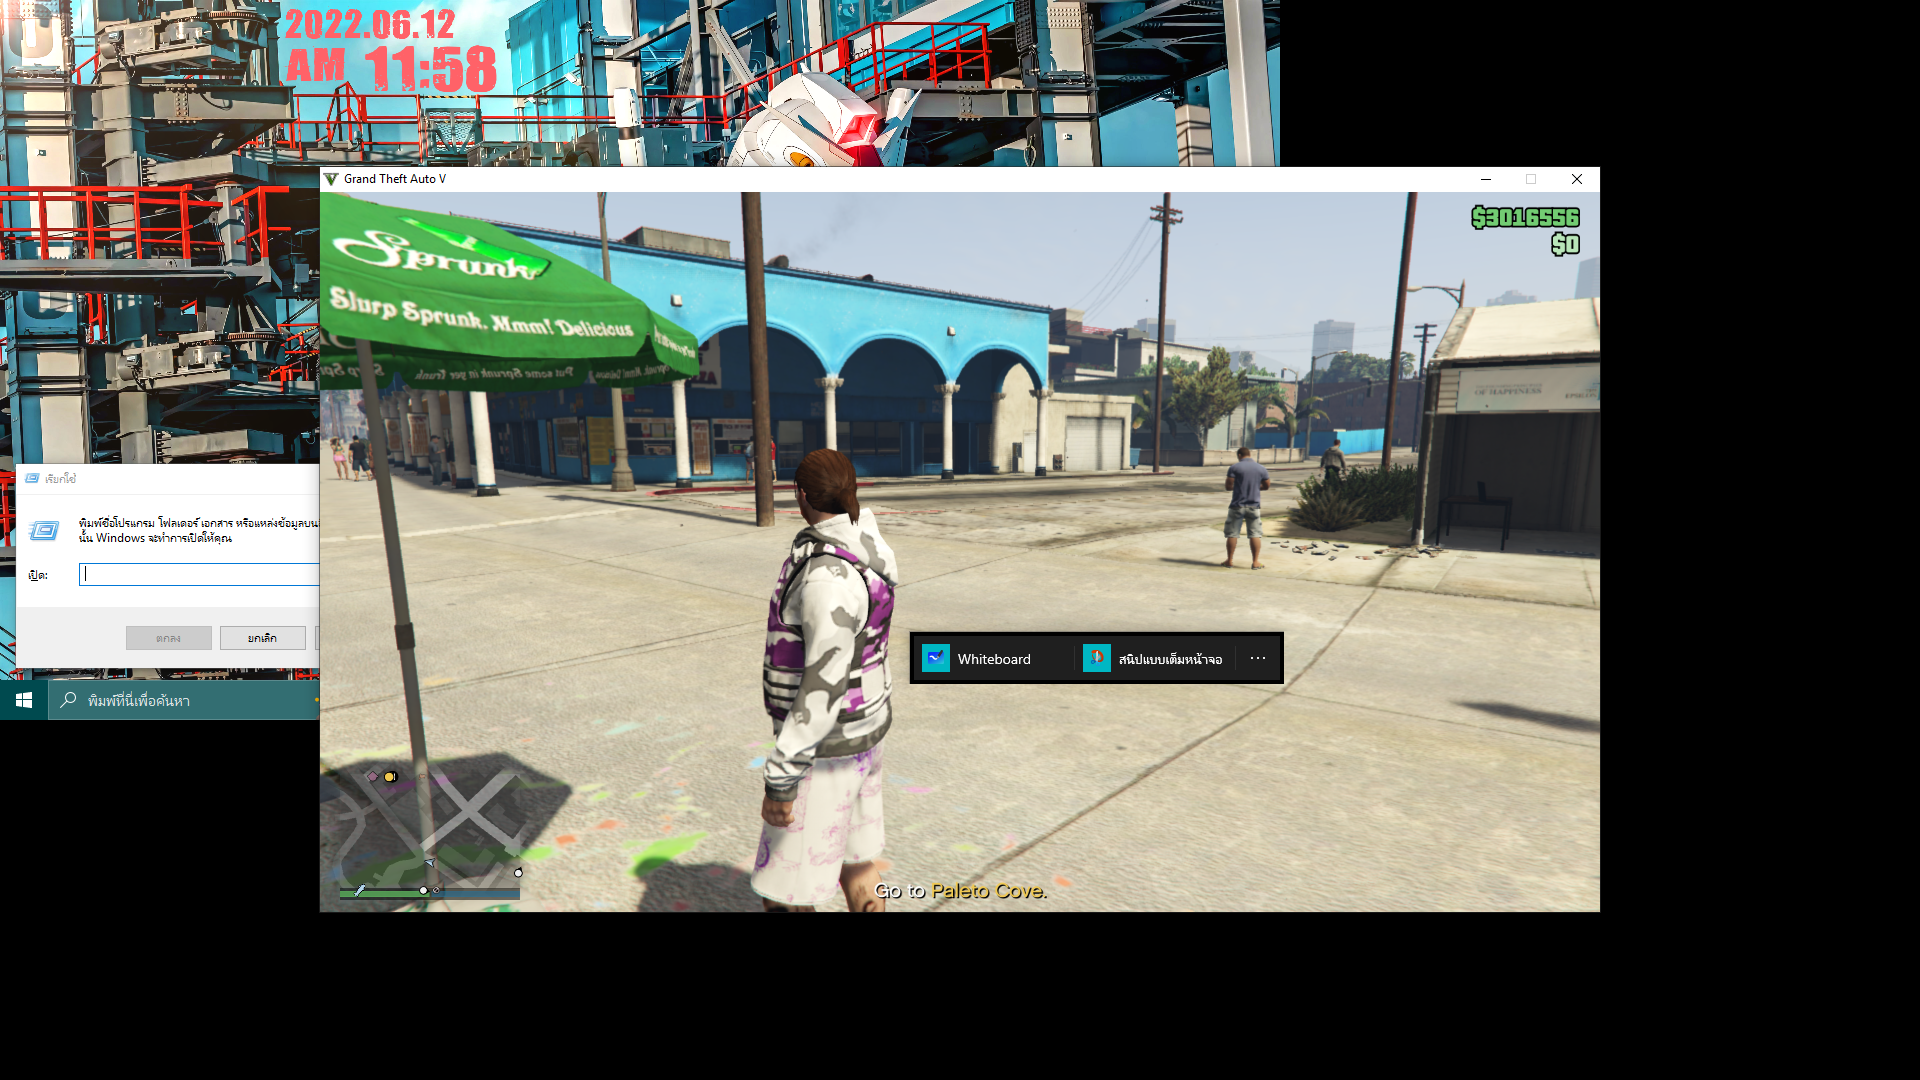 2022.06.12
AM 11:58
Grand Theft Auto V
$3016556
$0
Sprunk
Slurp Sprunk. Mmm! Delicious
OF HAPPINESS
EPSILON
เรียกใช้
พิมพ์ชื่อโปรแกรม โฟลเดอร์ เอกสาร หรือแหล่งข้อมูลบน
นั้น Windows จะทำการเปิดให้คุณ
เปิด:
ตกลง
ยกเลิก
Whiteboard
สนิปแบบเต็มหน้าจอ
พิมพ์ที่นี่เพื่อค้นหา
Go to Paleto Cove.